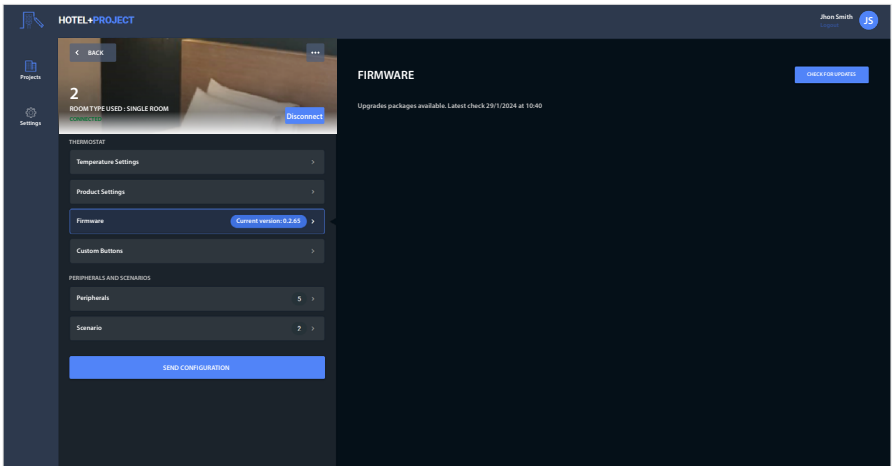 HOTEL+PROJECT
Jhon Smith
Logout
JS
Projects
Settings
BACK
2
ROOM TYPE USED : SINGLE ROOM
CONNECTED
Disconnect
THERMOSTAT
Temperature Settings
Product Settings
Firmware
Current version: 0.2.65
Custom Buttons
PERIPHERALS AND SCENARIOS
Peripherals
5
Scenario
2
SEND CONFIGURATION
FIRMWARE
CHECK FOR UPDATES
Upgrades packages available. Latest check 29/1/2024 at 10:40